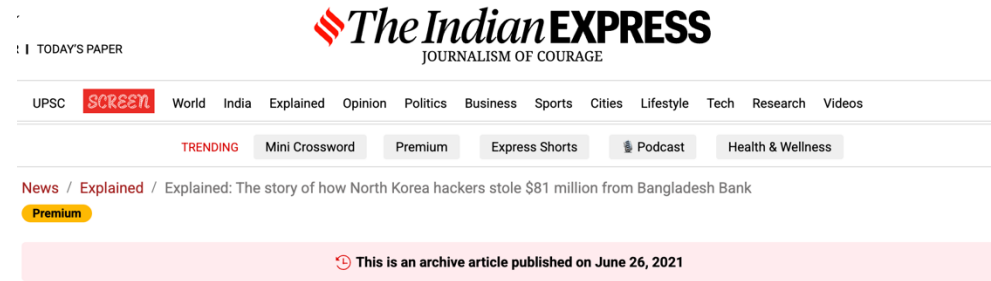 The Indian EXPRESS
JOURNALISM OF COURAGE
TODAY'S PAPER
UPSC SCREEN World India Explained Opinion Politics Business Sports Cities Lifestyle Tech Research Videos
TRENDING Mini Crossword Premium Express Shorts Podcast Health & Wellness
News / Explained / Explained: The story of how North Korea hackers stole $81 million from Bangladesh Bank
Premium
This is an archive article published on June 26, 2021